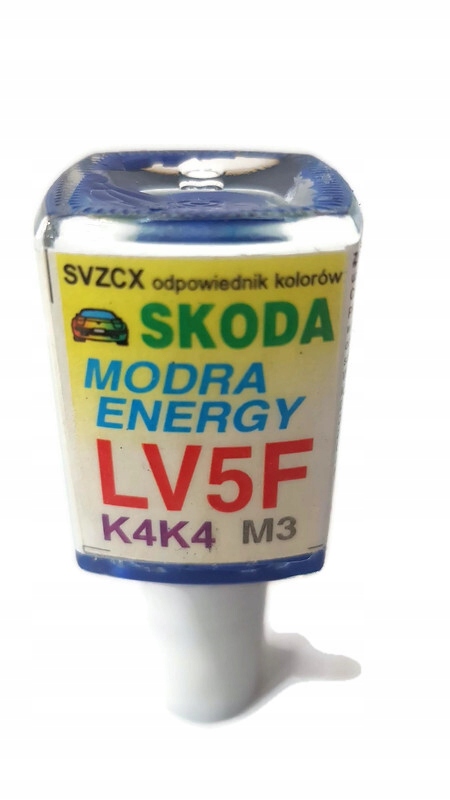 SVZCX odpowiednik kolorów
SKODA
MODRA
ENERGY
LV5F
K4K4 M3